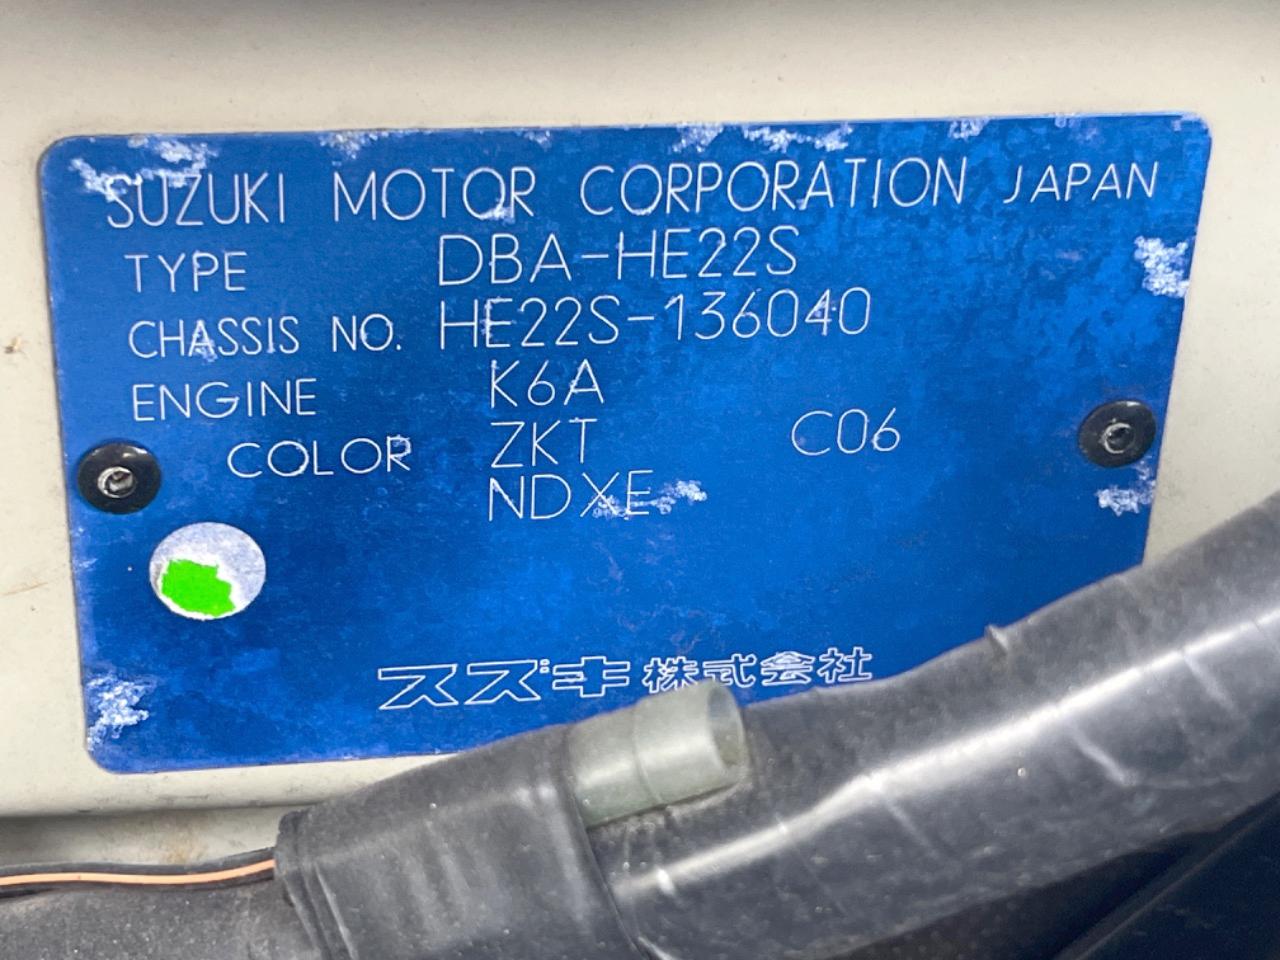 SUZUKI MOTOR CORPORATION JAPAN
TYPE DBA-HE22S
CHASSIS NO. HE22S-136040
ENGINE K6A
COLOR ZKT C06
NDXE
スズキ株式会社